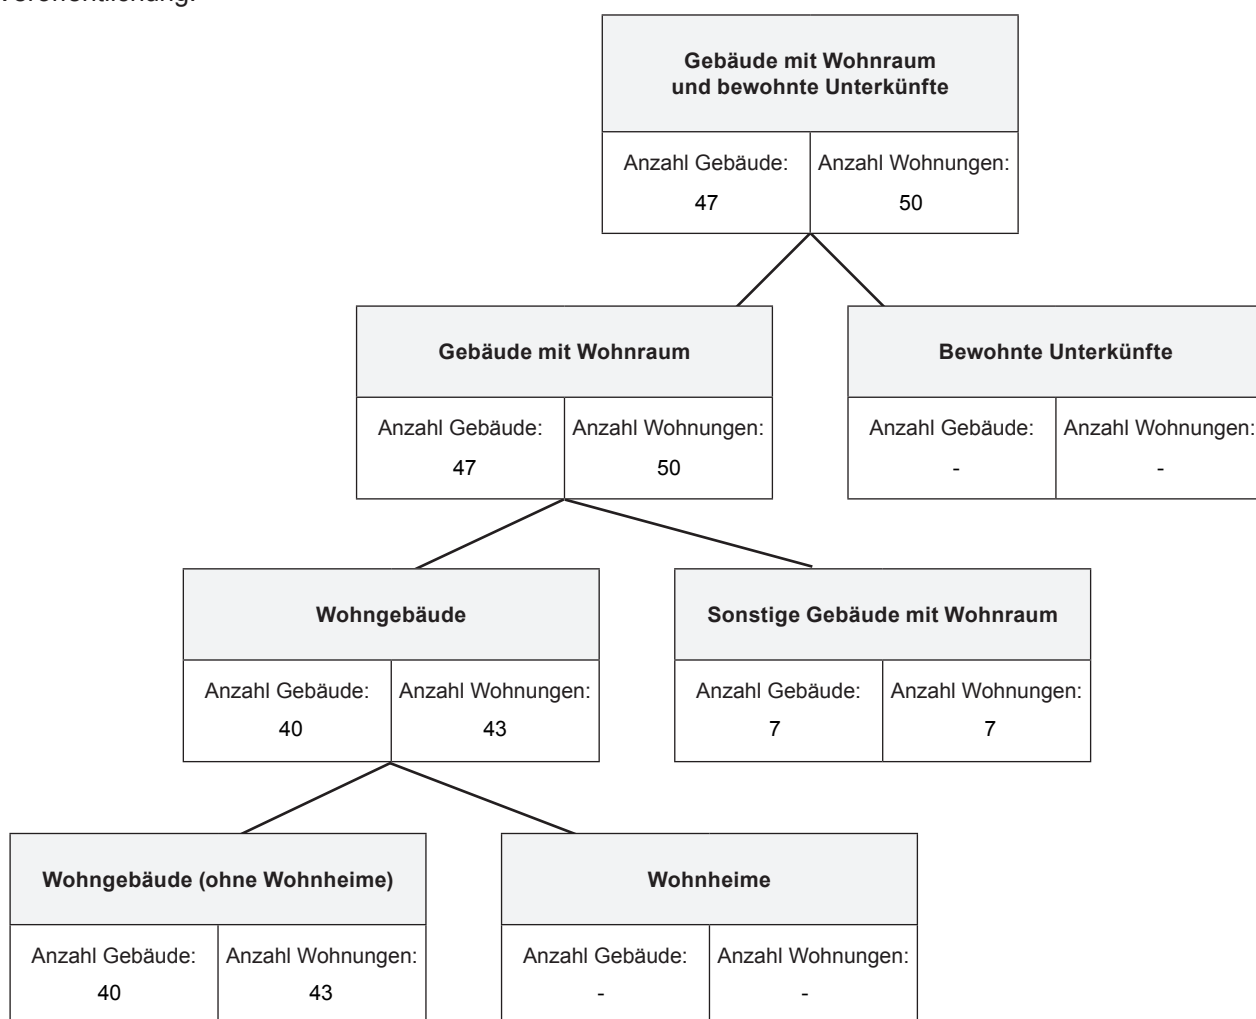 Veröffentlichung.
Gebäude mit Wohnraum
und bewohnte Unterkünfte
Anzahl Gebäude: Anzahl Wohnungen:
47 50
Gebäude mit Wohnraum
Anzahl Gebäude: Anzahl Wohnungen:
47 50
Bewohnte Unterkünfte
Anzahl Gebäude: Anzahl Wohnungen:
- -
Wohngebäude
Anzahl Gebäude: Anzahl Wohnungen:
40 43
Sonstige Gebäude mit Wohnraum
Anzahl Gebäude: Anzahl Wohnungen:
7 7
Wohngebäude (ohne Wohnheime)
Anzahl Gebäude: Anzahl Wohnungen:
40 43
Wohnheime
Anzahl Gebäude: Anzahl Wohnungen:
- -